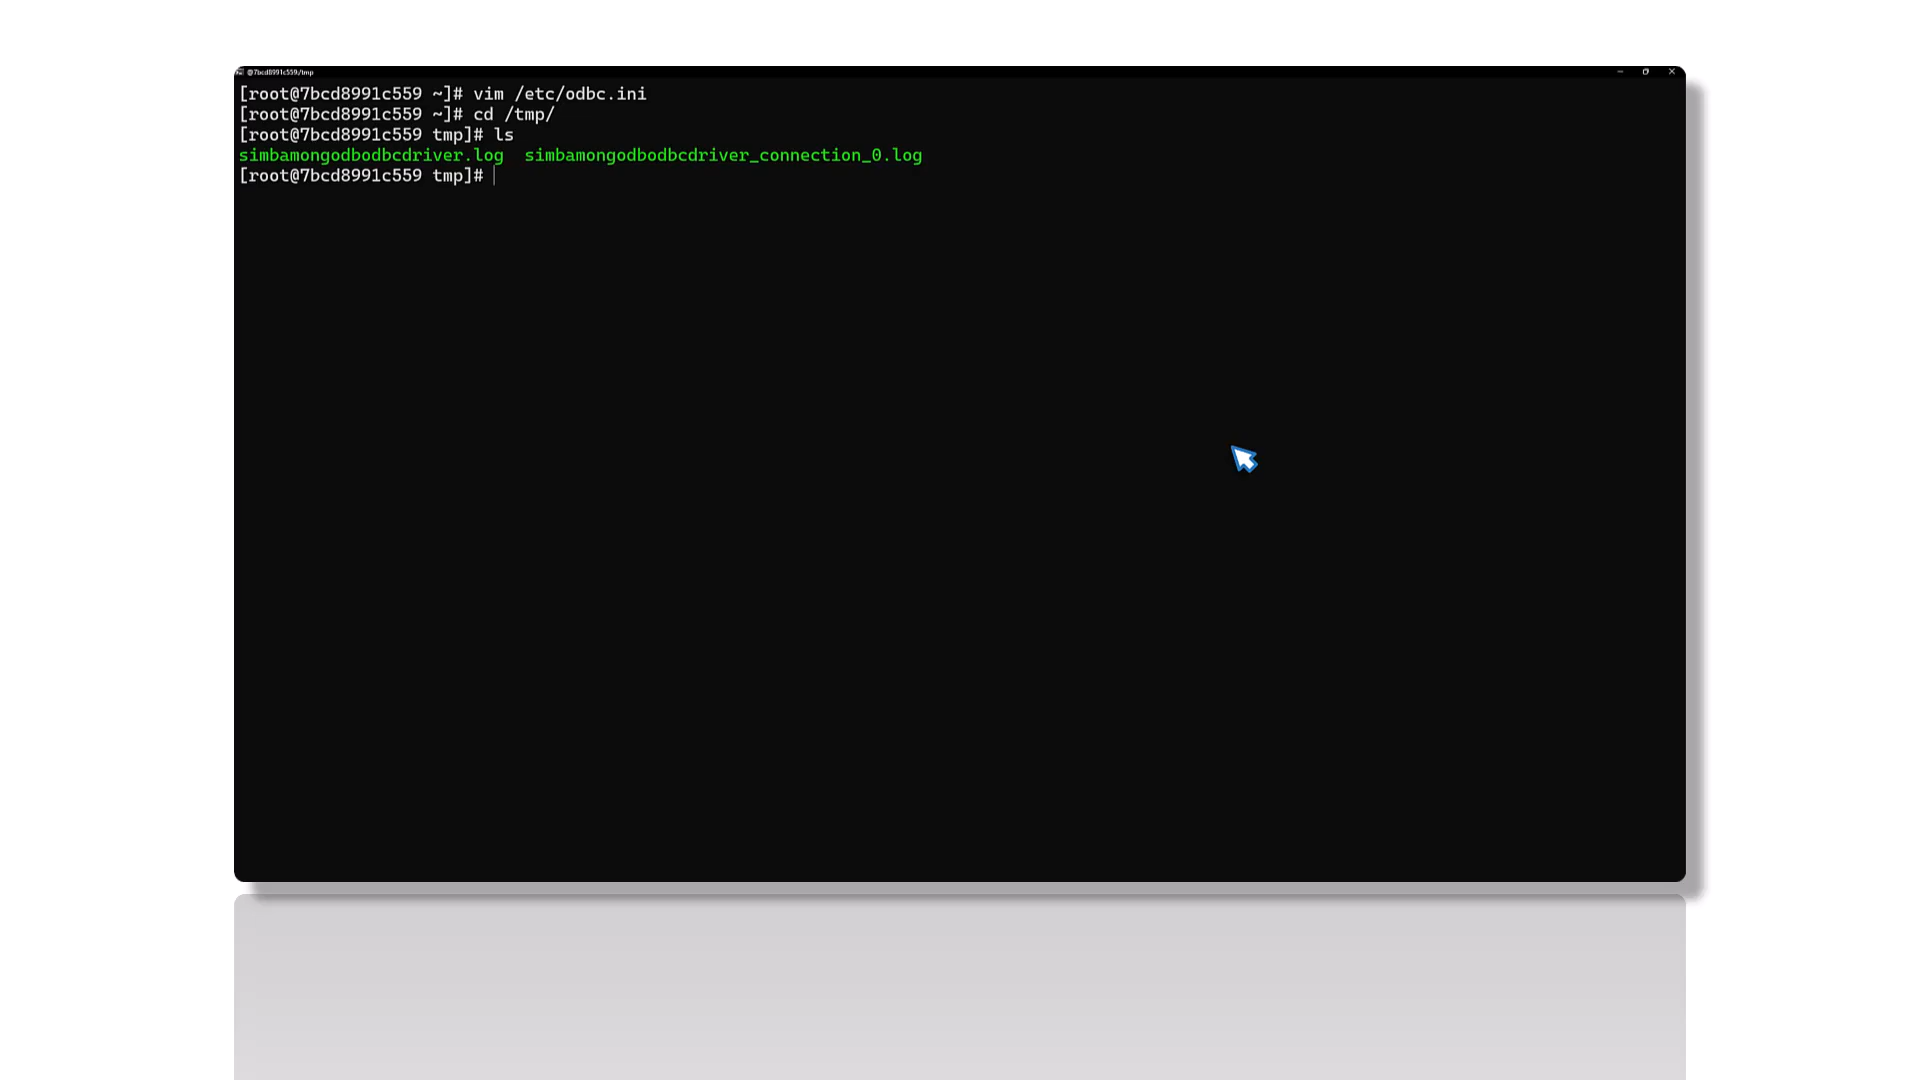 @7bcd8991c559:/tmp
[root@7bcd8991c559 ~]# vim /etc/odbc.ini
[root@7bcd8991c559 ~]# cd /tmp/
[root@7bcd8991c559 tmp]# ls
simbamongodbodbcdriver.log  simbamongodbodbcdriver_connection_0.log
[root@7bcd8991c559 tmp]#